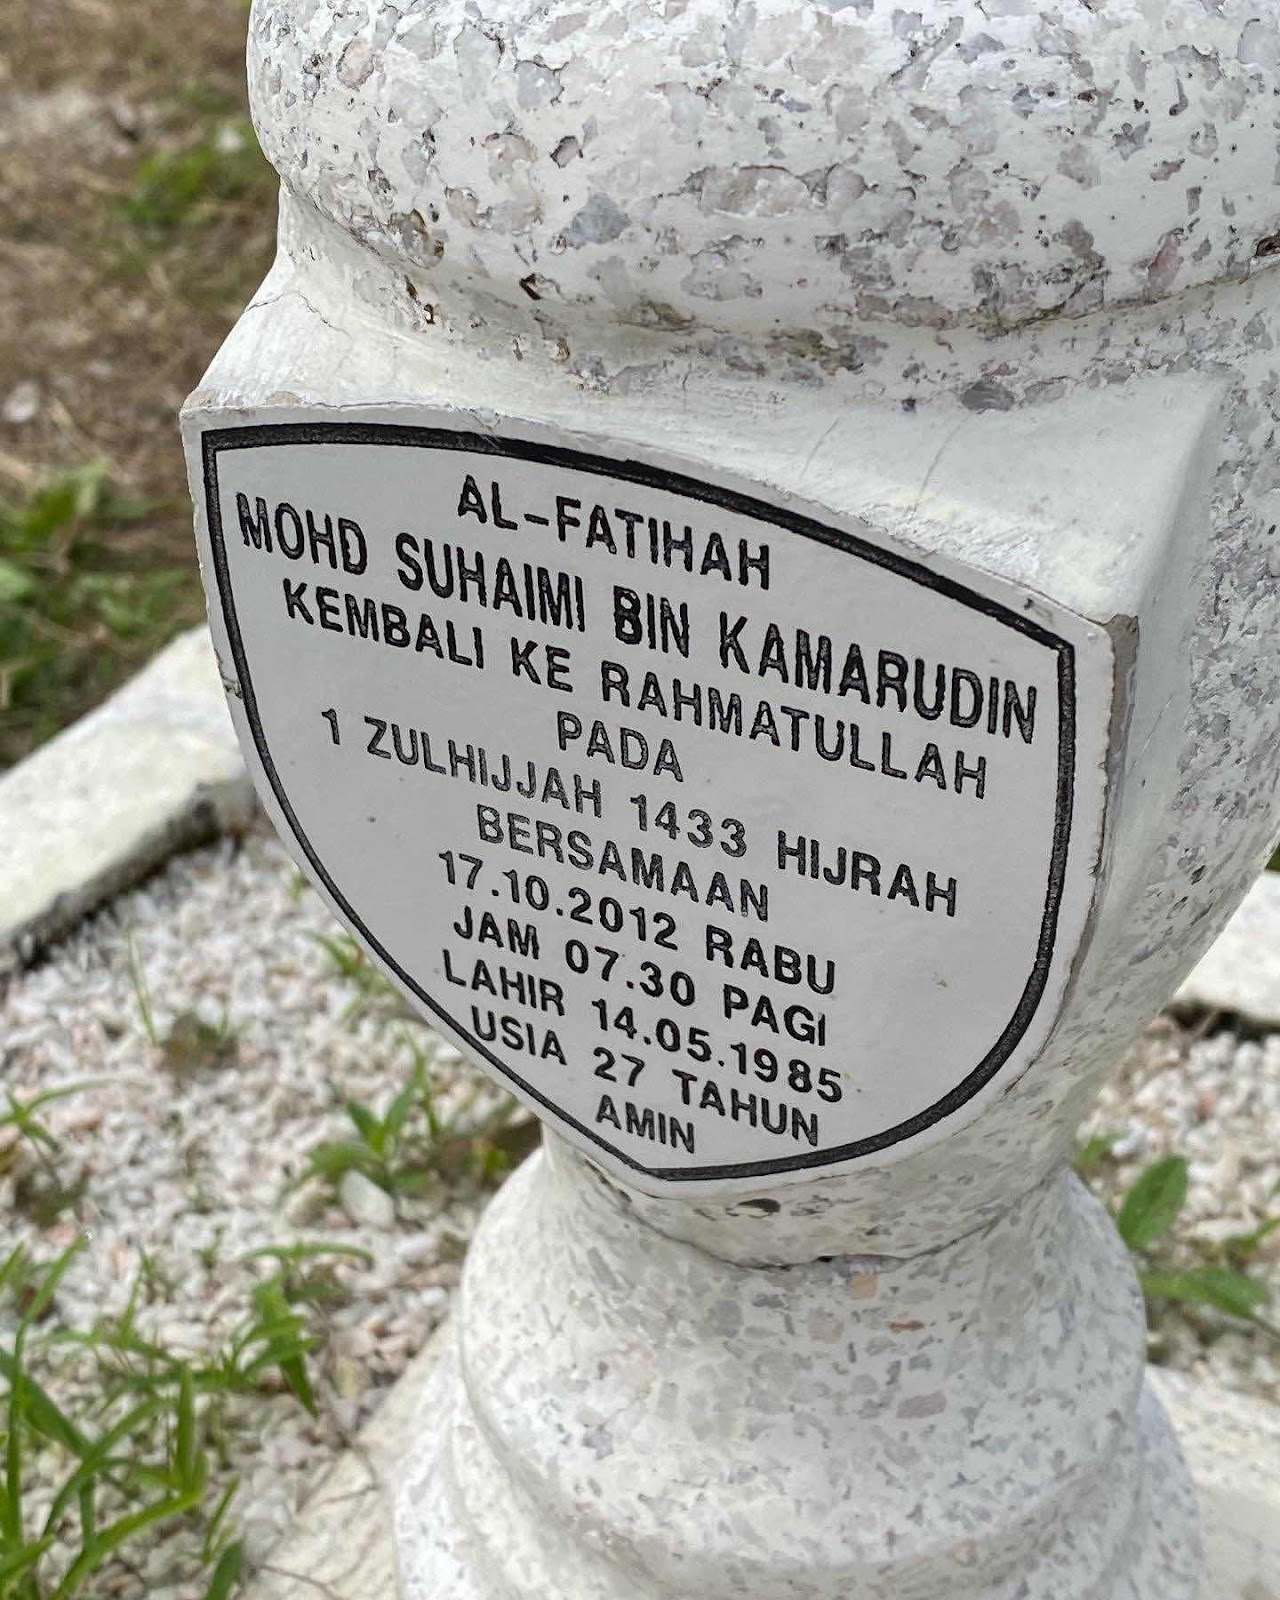 AL-FATIHAH
MOHD SUHAIMI BIN KAMARUDIN
KEMBALI KE RAHMATULLAH
PADA
1 ZULHIJJAH 1433 HIJRAH
BERSAMAAN
17.10.2012 RABU
JAM 07.30 PAGI
LAHIR 14.05.1985
USIA 27 TAHUN
AMIN